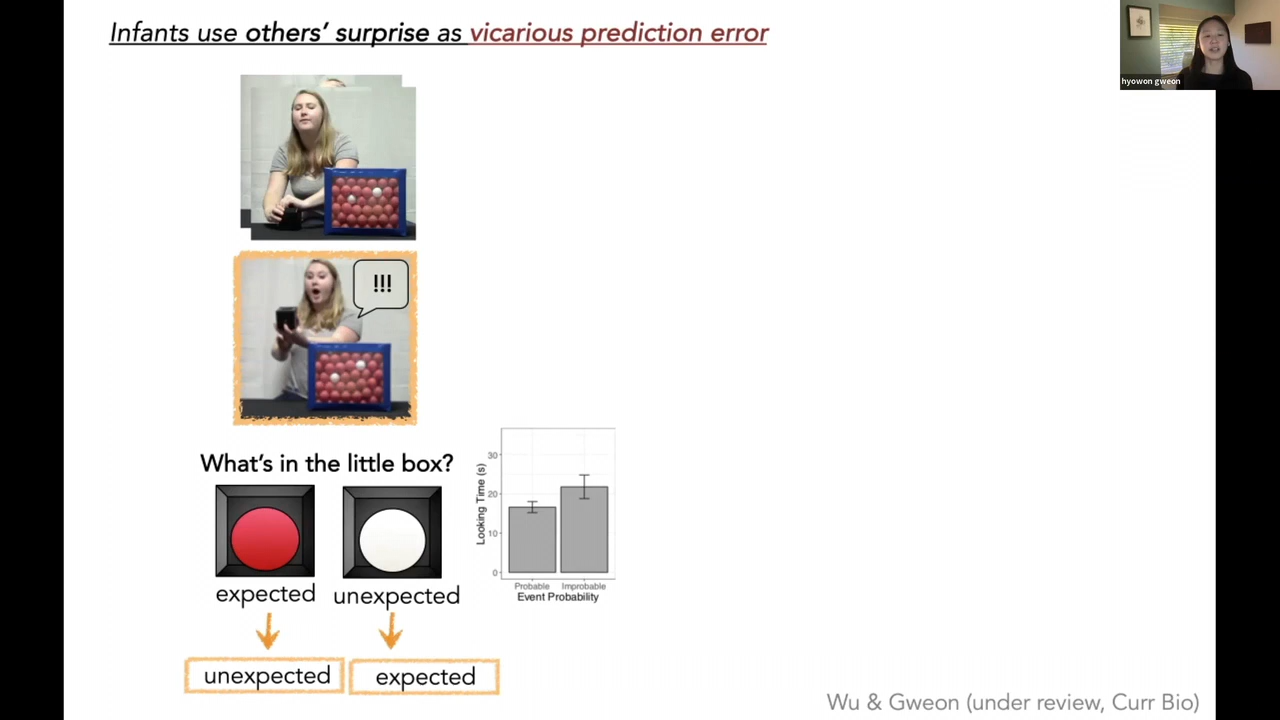 Infants use others’ surprise as vicarious prediction error
hyowon gweon
!!!
What’s in the little box?
expected
unexpected
unexpected
expected
30
20
10
0
Looking Time (s)
Probable
Improbable
Event Probability
Wu & Gweon (under review, Curr Bio)